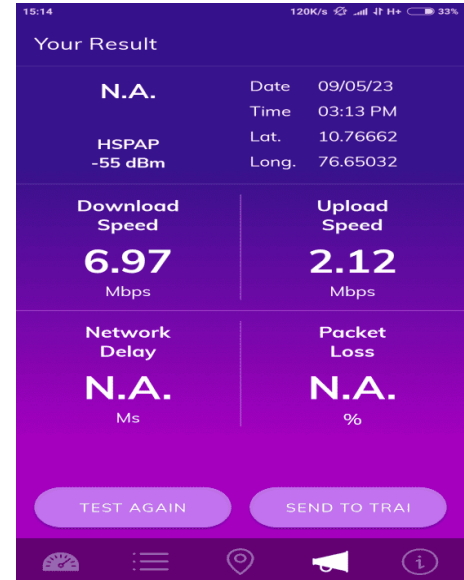 15:14 120K/s H+ 33%
Your Result
N.A.
HSPAP
-55 dBm
Date 09/05/23
Time 03:13 PM
Lat. 10.76662
Long. 76.65032
Download
Speed
6.97
Mbps
Upload
Speed
2.12
Mbps
Network
Delay
N.A.
Ms
Packet
Loss
N.A.
%
TEST AGAIN
SEND TO TRAI